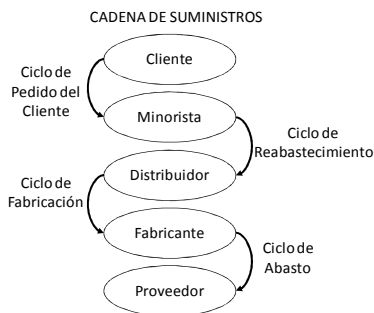 CADENA DE SUMINISTROS
Cliente
Ciclo de
Pedido del
Cliente
Minorista
Ciclo de
Reabastecimiento
Distribuidor
Ciclo de
Fabricación
Fabricante
Ciclo de
Abasto
Proveedor